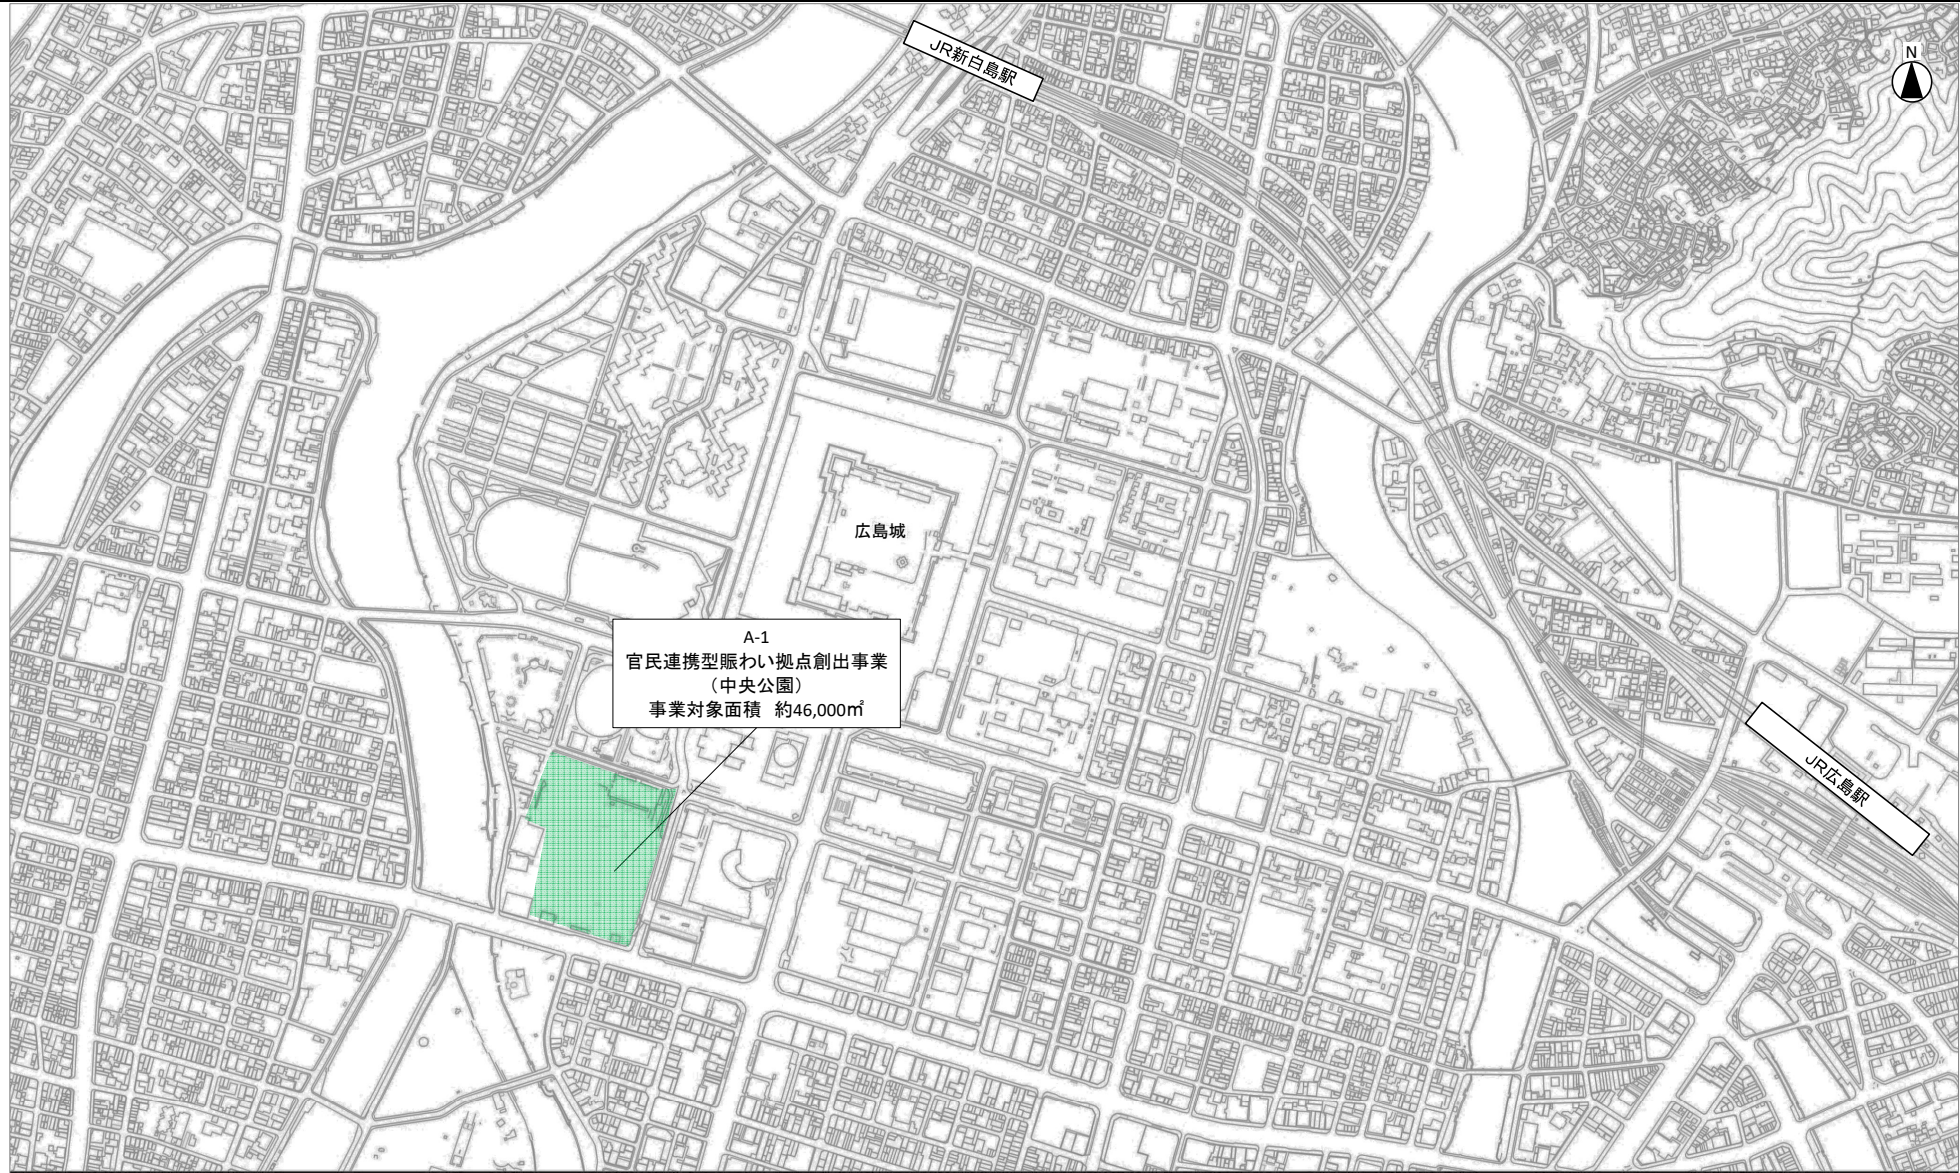 JR新白島駅
N
広島城
A-1
官民連携型賑わい拠点創出事業
（中央公園）
事業対象面積　約46,000㎡
JR広島駅